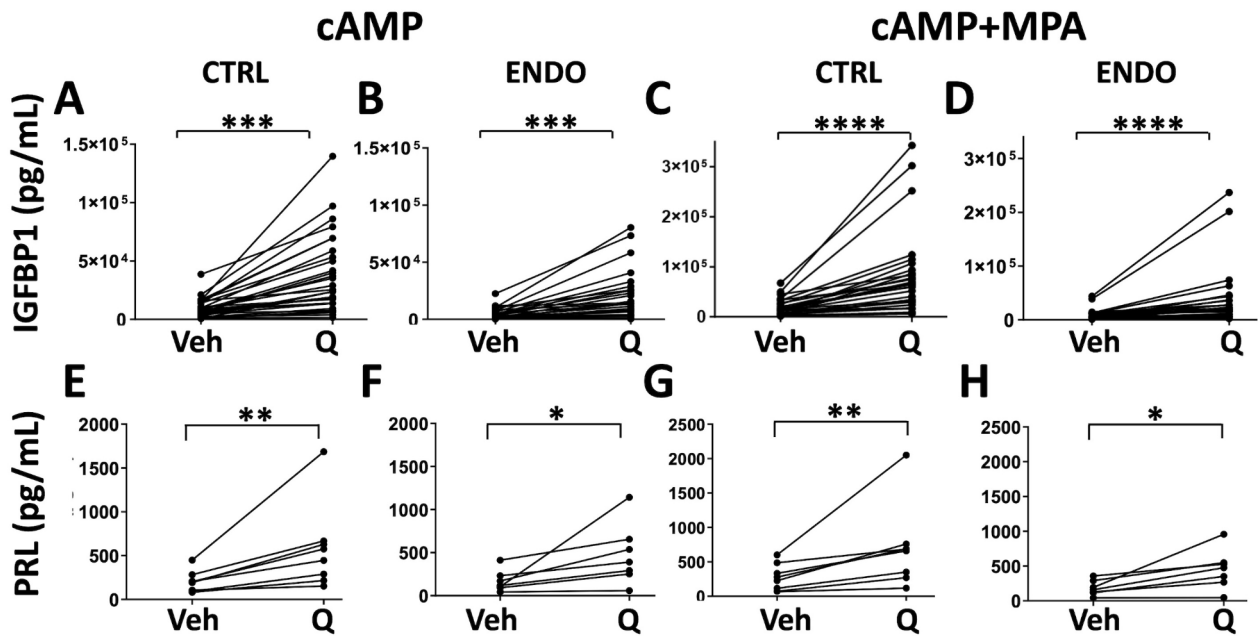 cAMP cAMP+MPA
CTRL ENDO CTRL ENDO
A B C D
*** *** **** ****
IGFBP1 (pg/mL)
1.5×10⁵ 1.5×10⁵ 3×10⁵ 3×10⁵
1×10⁵ 1×10⁵ 2×10⁵ 2×10⁵
5×10⁴ 5×10⁴ 1×10⁵ 1×10⁵
0 0 0 0
Veh Q Veh Q Veh Q Veh Q
E F G H
** * ** *
PRL (pg/mL)
2000 2000 2500 2500
1500 1500 2000 2000
1000 1000 1500 1500
500 500 1000 1000
0 0 500 500
0 0
Veh Q Veh Q Veh Q Veh Q